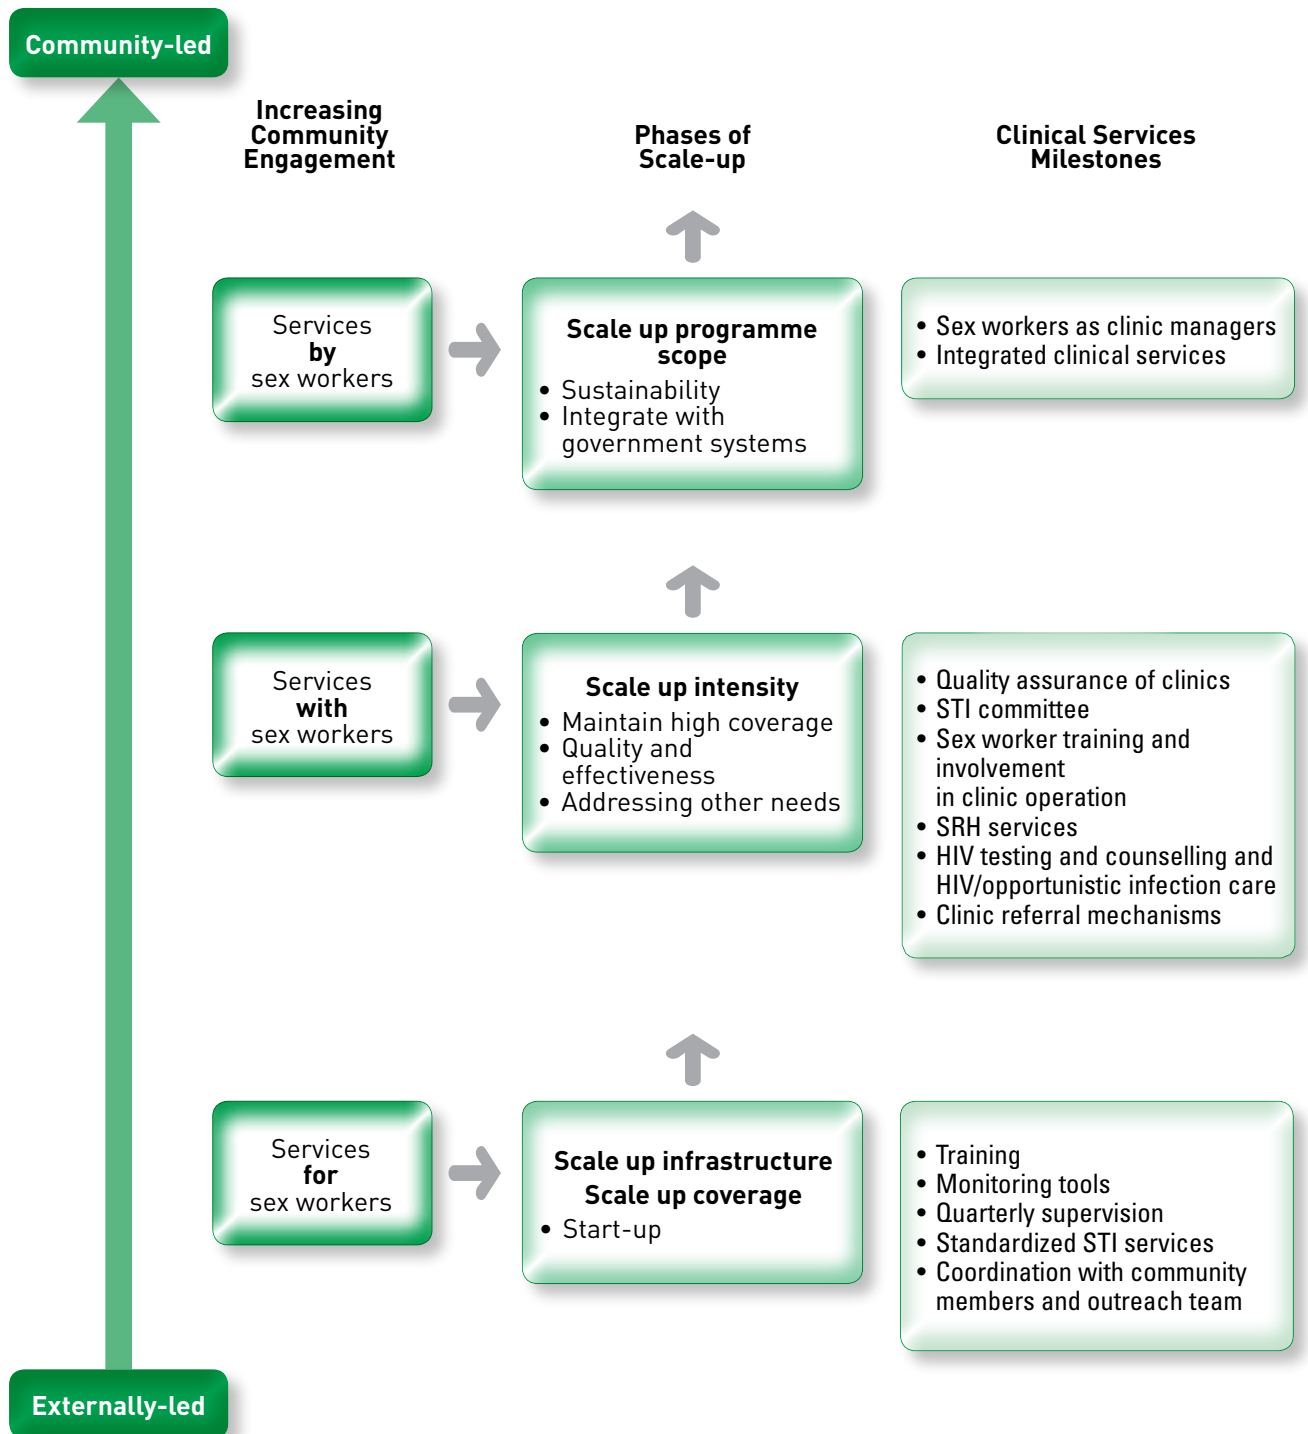 Community-led
Increasing
Community
Engagement
Phases of
Scale-up
Clinical Services
Milestones
Services
by
sex workers
Scale up programme
scope
• Sustainability
• Integrate with
government systems
• Sex workers as clinic managers
• Integrated clinical services
Services
with
sex workers
Scale up intensity
• Maintain high coverage
• Quality and
effectiveness
• Addressing other needs
• Quality assurance of clinics
• STI committee
• Sex worker training and
involvement
in clinic operation
• SRH services
• HIV testing and counselling and
HIV/opportunistic infection care
• Clinic referral mechanisms
Services
for
sex workers
Scale up infrastructure
Scale up coverage
• Start-up
• Training
• Monitoring tools
• Quarterly supervision
• Standardized STI services
• Coordination with community
members and outreach team
Externally-led